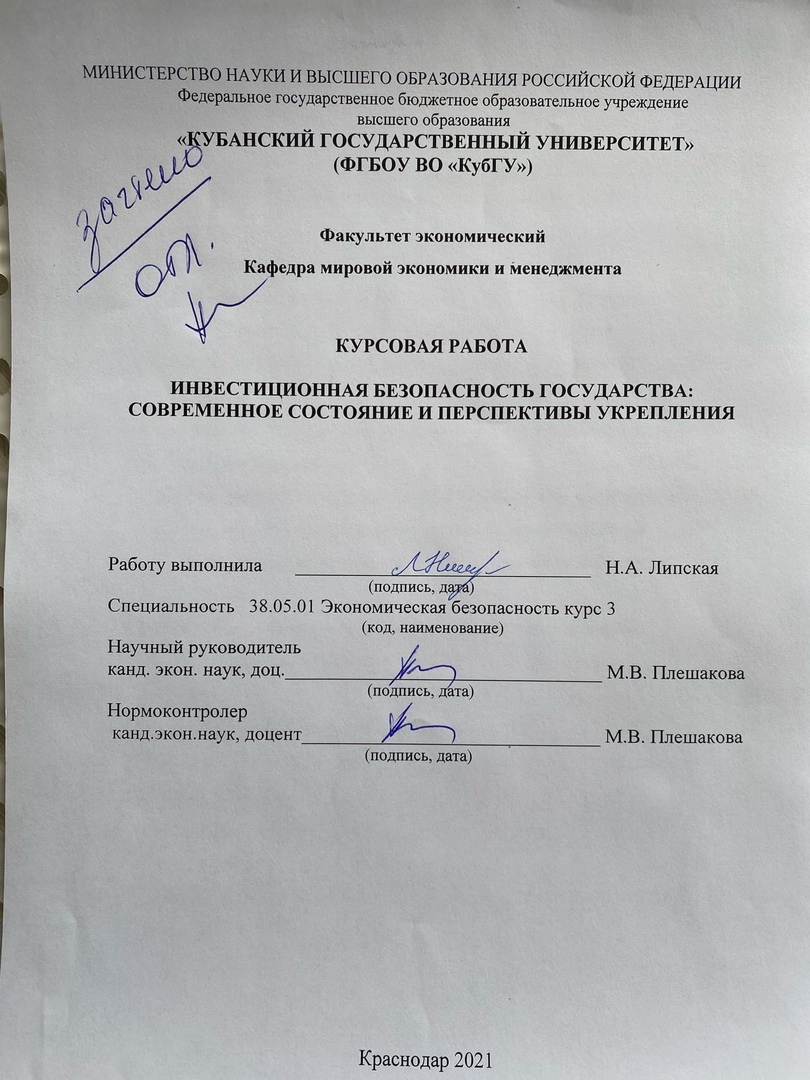 МИНИСТЕРСТВО НАУКИ И ВЫСШЕГО ОБРАЗОВАНИЯ РОССИЙСКОЙ ФЕДЕРАЦИИ
Федеральное государственное бюджетное образовательное учреждение
высшего образования
«КУБАНСКИЙ ГОСУДАРСТВЕННЫЙ УНИВЕРСИТЕТ»
(ФГБОУ ВО «КубГУ»)
зачтено
отл.
Факультет экономический
Кафедра мировой экономики и менеджмента
КУРСОВАЯ РАБОТА
ИНВЕСТИЦИОННАЯ БЕЗОПАСНОСТЬ ГОСУДАРСТВА:
СОВРЕМЕННОЕ СОСТОЯНИЕ И ПЕРСПЕКТИВЫ УКРЕПЛЕНИЯ
Работу выполнила Н.А. Липская
(подпись, дата)
Специальность 38.05.01 Экономическая безопасность курс 3
(код, наименование)
Научный руководитель
канд. экон. наук, доц. М.В. Плешакова
(подпись, дата)
Нормоконтролер
канд.экон.наук, доцент М.В. Плешакова
(подпись, дата)
Краснодар 2021